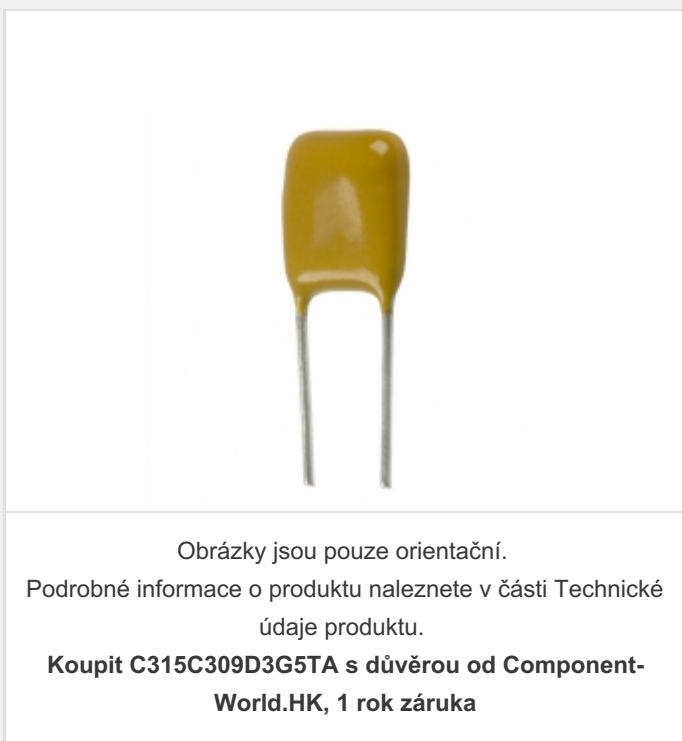 Obrázky jsou pouze orientační.
Podrobné informace o produktu naleznete v části Technické
údaje produktu.
Koupit C315C309D3G5TA s důvěrou od Component-
World.HK, 1 rok záruka